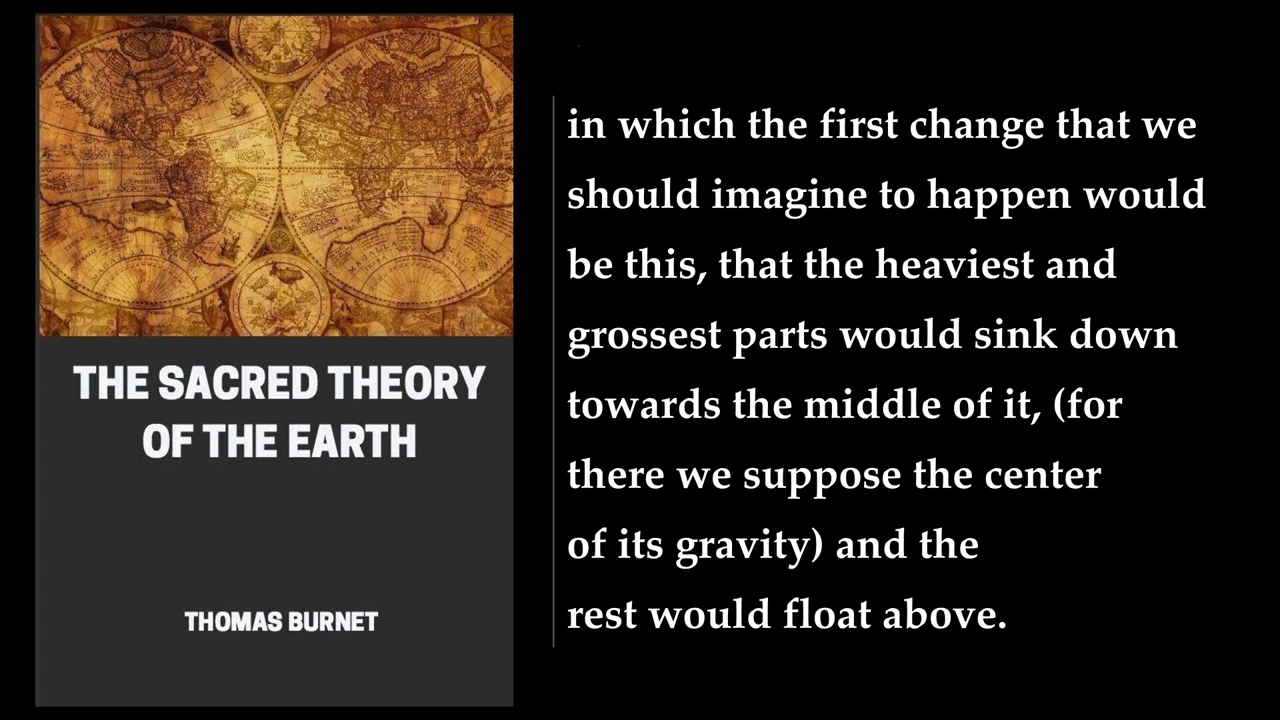 THE SACRED THEORY
OF THE EARTH
THOMAS BURNET
in which the first change that we
should imagine to happen would
be this, that the heaviest and
grossest parts would sink down
towards the middle of it, (for
there we suppose the center
of its gravity) and the
rest would float above.